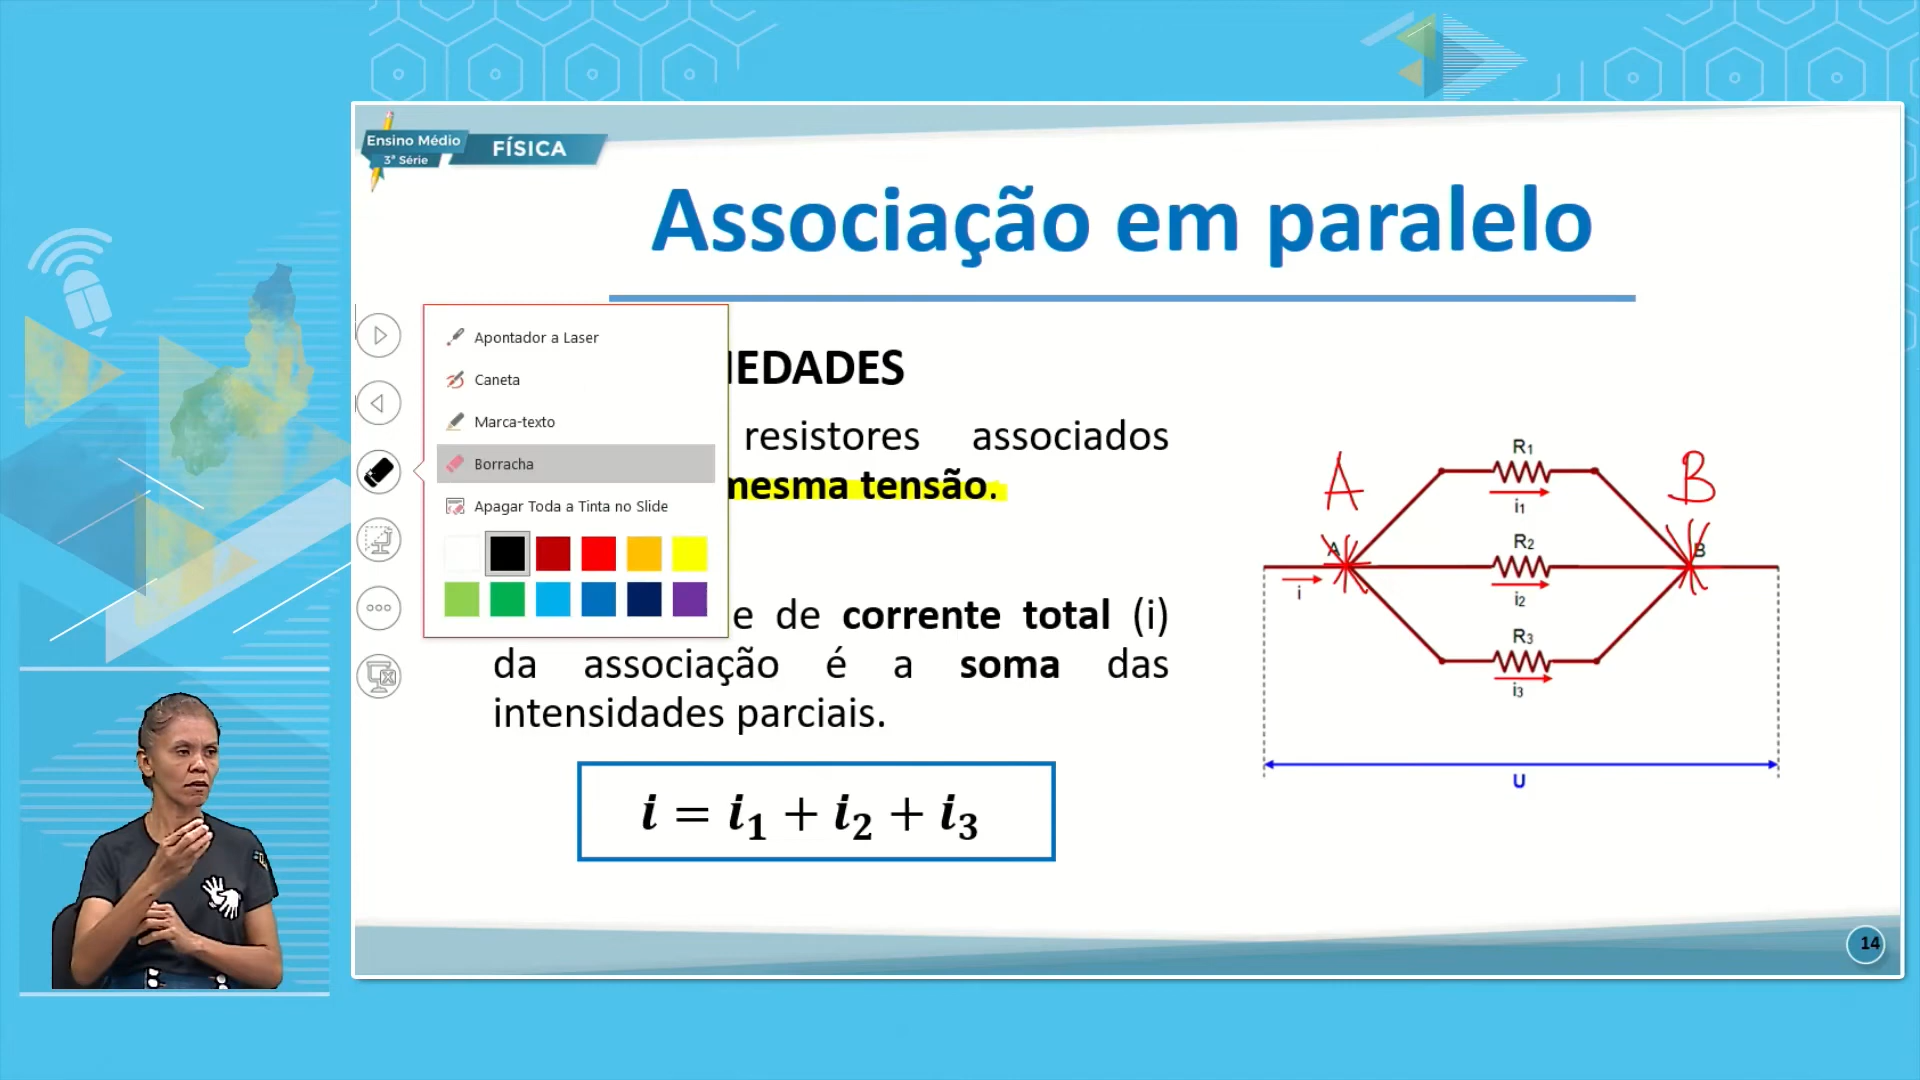 Ensino Médio
3ª Série
FÍSICA
Associação em paralelo
Apontador a Laser
Caneta
Marca-texto
Borracha
Apagar Toda a Tinta no Slide
IEDADES
resistores associados
mesma tensão.
e de corrente total (i)
da associação é a soma das
intensidades parciais.
i = i₁ + i₂ + i₃
A
B
R₁
i₁
A
R₂
B
i
i₂
R₃
i₃
U
14